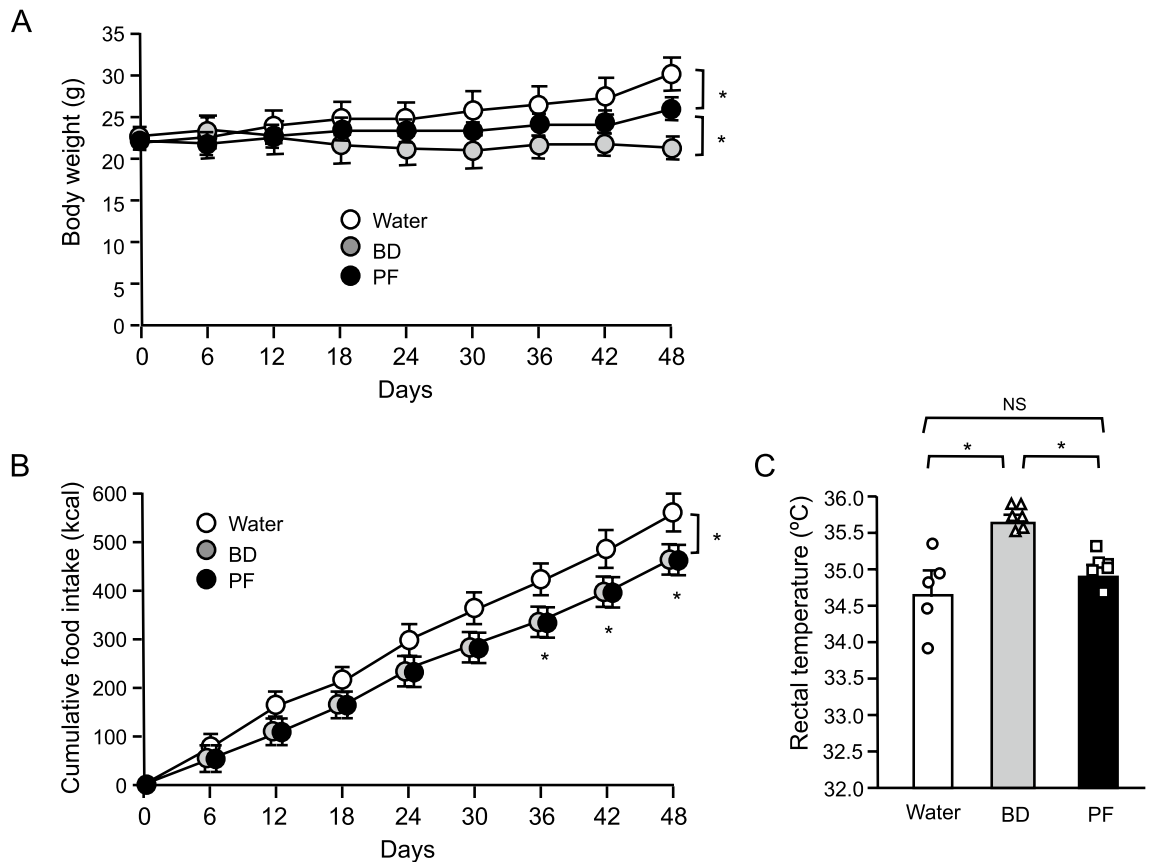 A
Body weight (g)
35
30
25
20
15
10
5
0
*
*
Water
BD
PF
0 6 12 18 24 30 36 42 48
Days
B
Cumulative food intake (kcal)
600
500
400
300
200
100
0
Water
BD
PF
*
*
*
*
0 6 12 18 24 30 36 42 48
Days
C
NS
* *
Rectal temperature (ºC)
36.0
35.5
35.0
34.5
34.0
33.5
33.0
32.5
32.0
Water BD PF